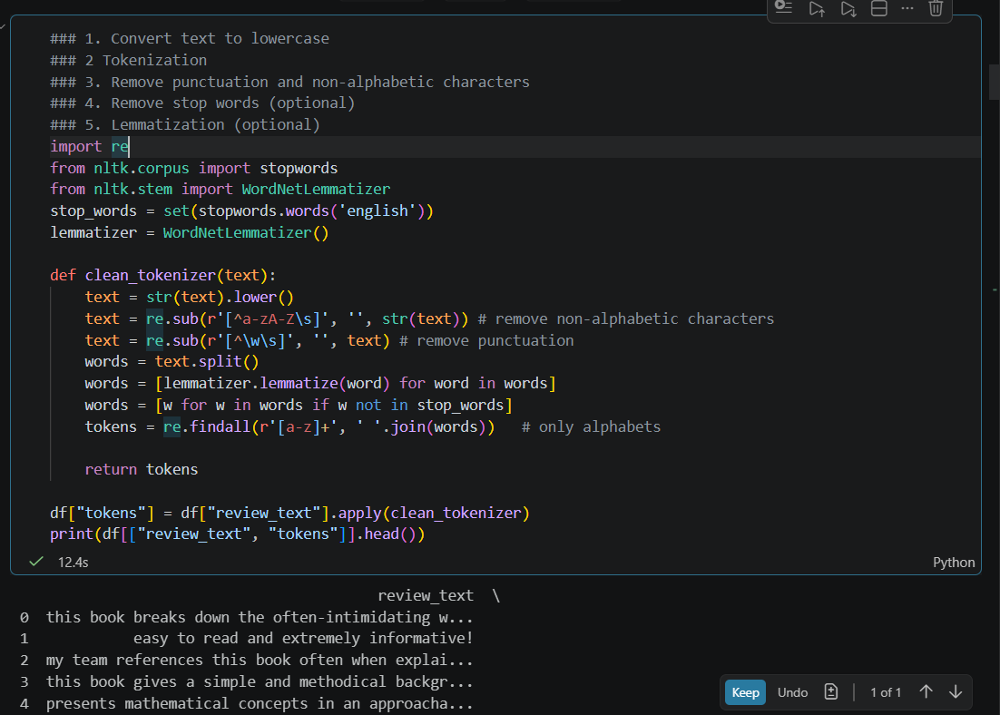 ### 1. Convert text to lowercase
### 2 Tokenization
### 3. Remove punctuation and non-alphabetic characters
### 4. Remove stop words (optional)
### 5. Lemmatization (optional)
import re
from nltk.corpus import stopwords
from nltk.stem import WordNetLemmatizer
stop_words = set(stopwords.words('english'))
lemmatizer = WordNetLemmatizer()
def clean_tokenizer(text):
    text = str(text).lower()
    text = re.sub(r'[^a-zA-Z\s]', '', str(text)) # remove non-alphabetic characters
    text = re.sub(r'[^\w\s]', '', text) # remove punctuation
    words = text.split()
    words = [lemmatizer.lemmatize(word) for word in words]
    words = [w for w in words if w not in stop_words]
    tokens = re.findall(r'[a-z]+', ' '.join(words))   # only alphabets
    return tokens
df["tokens"] = df["review_text"].apply(clean_tokenizer)
print(df[["review_text", "tokens"]].head())
12.4s Python
review_text  \
0  this book breaks down the often-intimidating w...
1  easy to read and extremely informative!
2  my team references this book often when explai...
3  this book gives a simple and methodical backgr...
4  presents mathematical concepts in an approacha...
Keep Undo 1 of 1